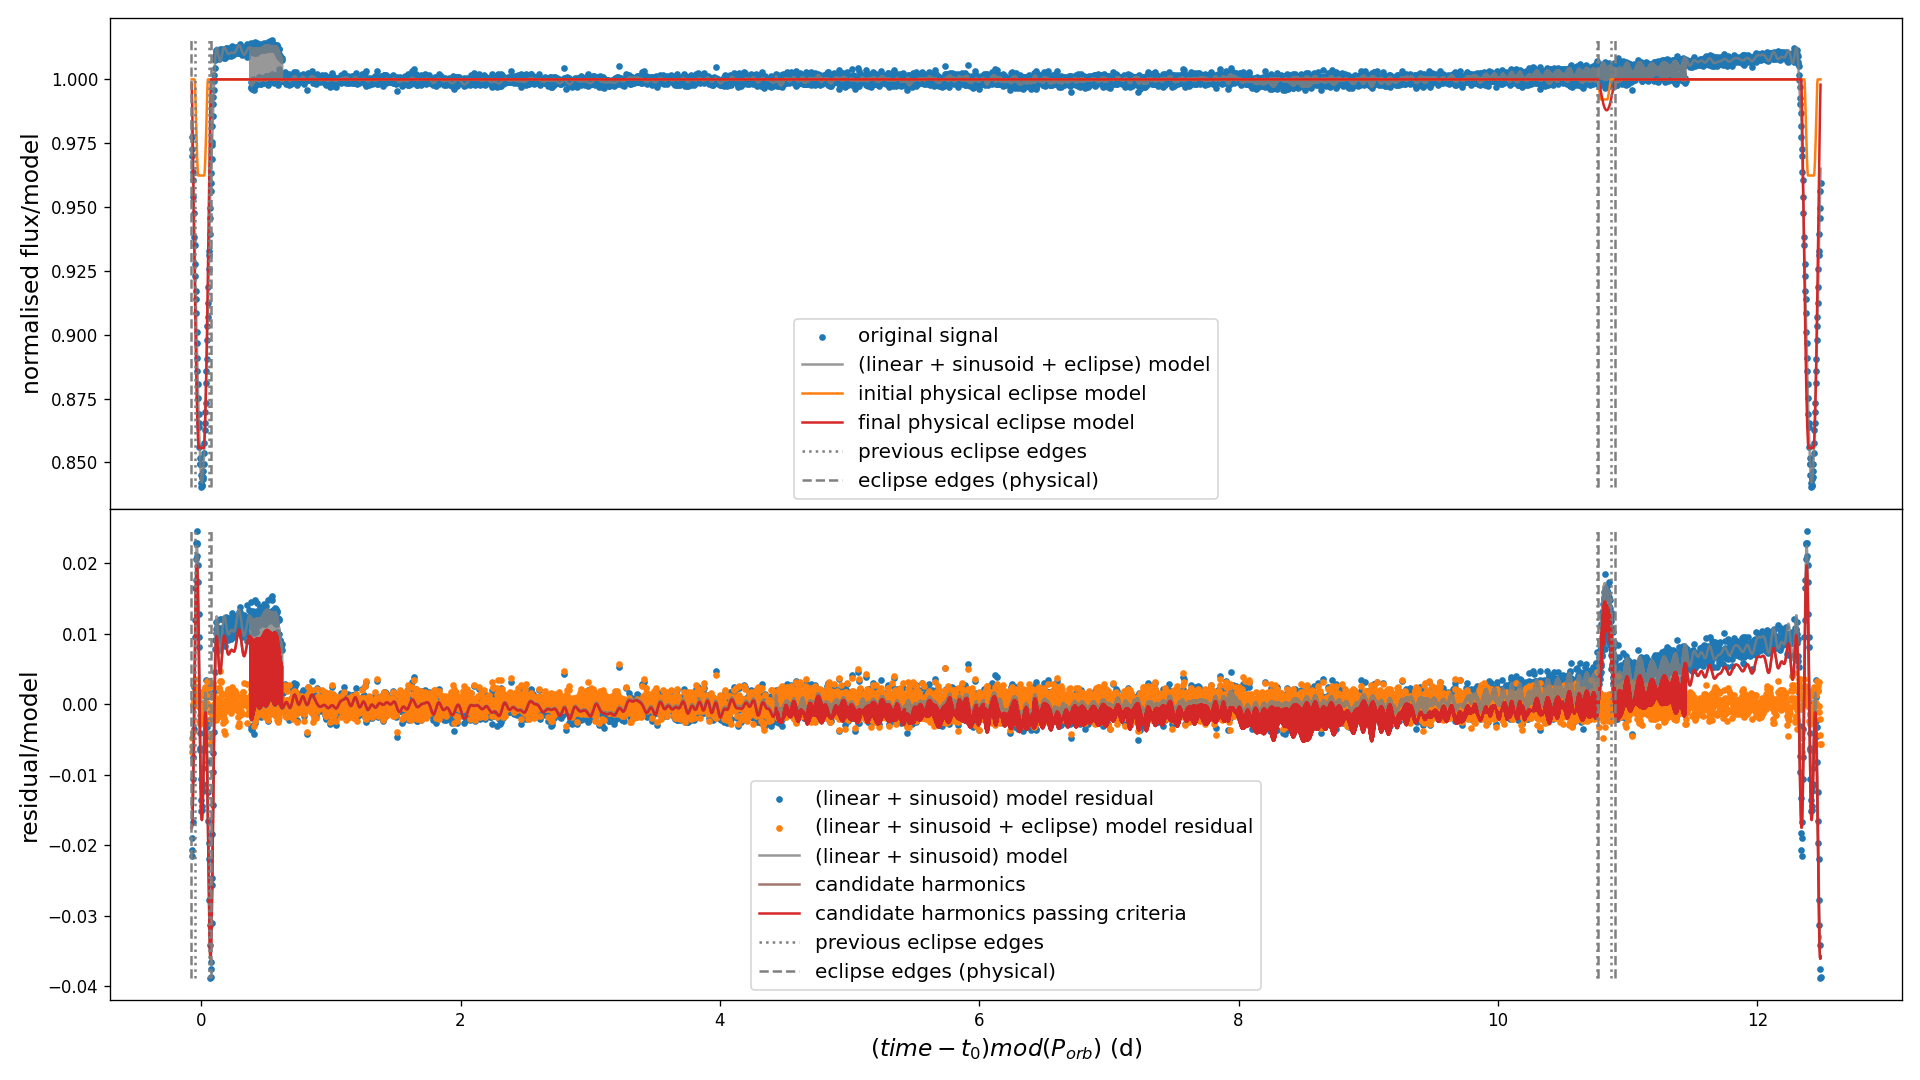 normalised flux/model
1.000
0.975
0.950
0.925
0.900
0.875
0.850
original signal
(linear + sinusoid + eclipse) model
initial physical eclipse model
final physical eclipse model
previous eclipse edges
eclipse edges (physical)
residual/model
0.02
0.01
0.00
−0.01
−0.02
−0.03
−0.04
(linear + sinusoid) model residual
(linear + sinusoid + eclipse) model residual
(linear + sinusoid) model
candidate harmonics
candidate harmonics passing criteria
previous eclipse edges
eclipse edges (physical)
0 2 4 6 8 10 12
(time − t₀)mod(P_orb) (d)